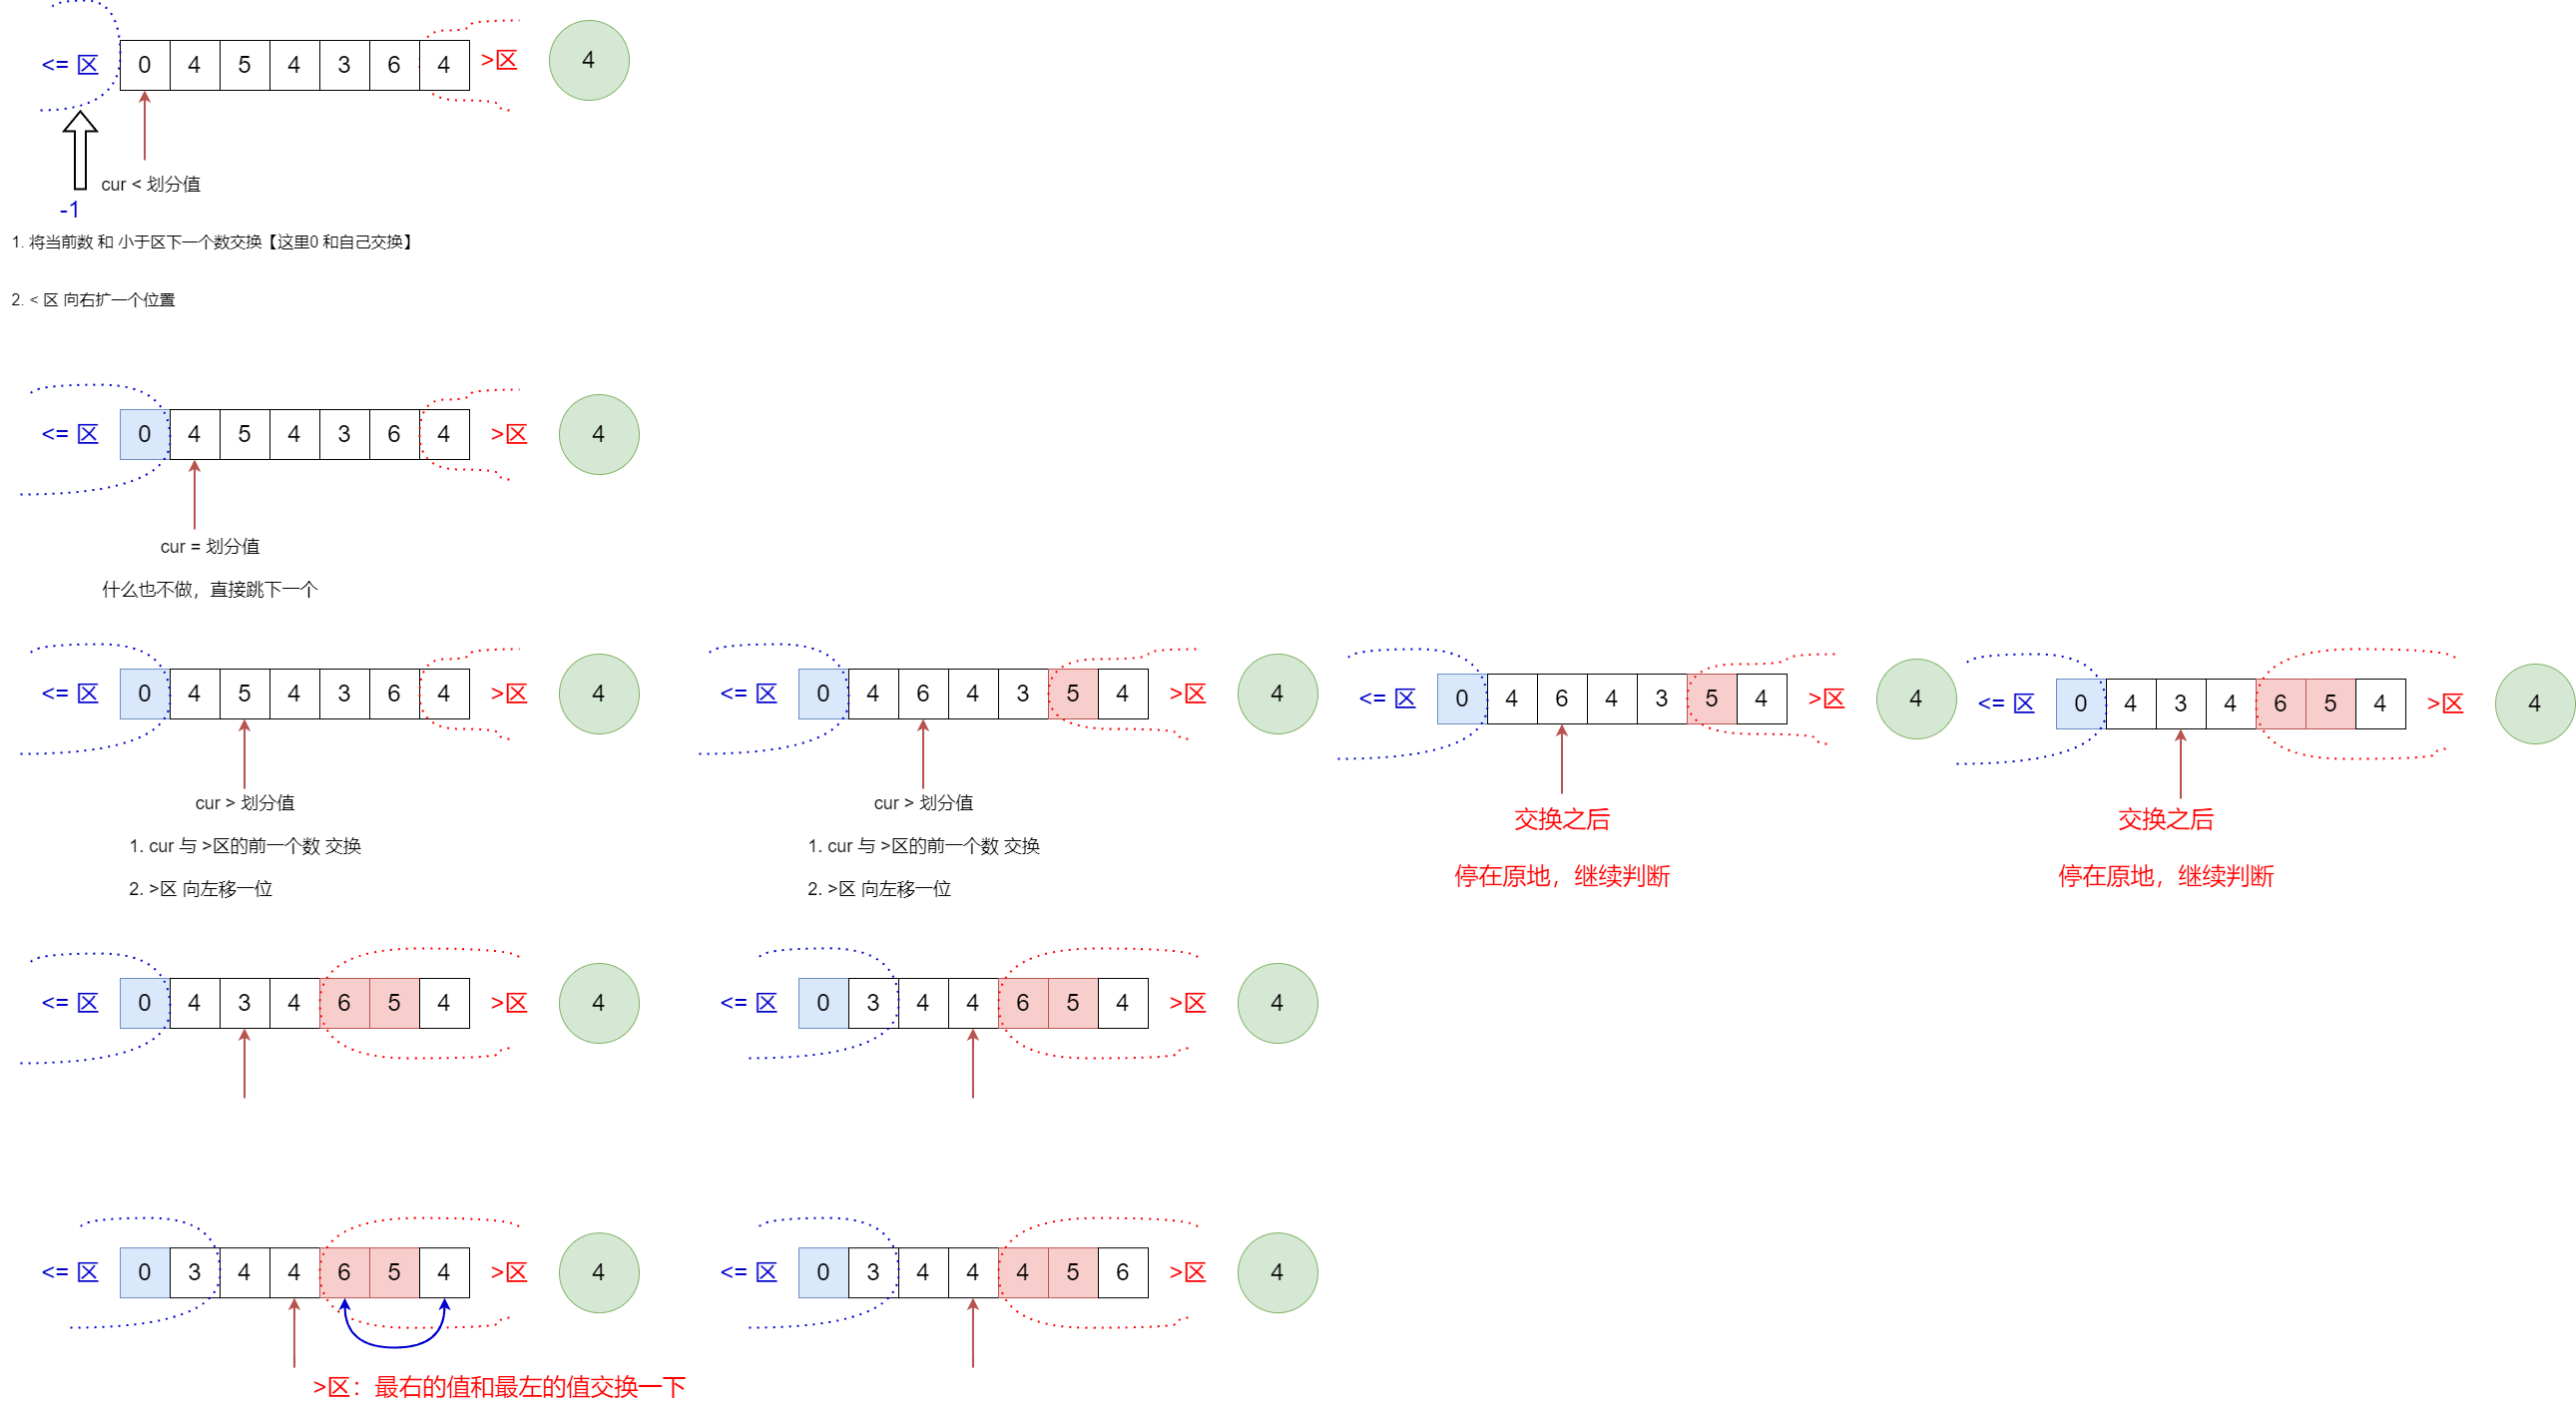 <= 区 0 4 5 4 3 6 4 >区 4
cur < 划分值
-1
1. 将当前数 和 小于区下一个数交换【这里0 和自己交换】
2. < 区 向右扩一个位置
<= 区 0 4 5 4 3 6 4 >区 4
cur = 划分值
什么也不做，直接跳下一个
<= 区 0 4 5 4 3 6 4 >区 4
cur > 划分值
1. cur 与 >区的前一个数 交换
2. >区 向左移一位
<= 区 0 4 6 4 3 5 4 >区 4
cur > 划分值
1. cur 与 >区的前一个数 交换
2. >区 向左移一位
<= 区 0 4 6 4 3 5 4 >区 4
交换之后
停在原地，继续判断
<= 区 0 4 3 4 6 5 4 >区 4
交换之后
停在原地，继续判断
<= 区 0 4 3 4 6 5 4 >区 4
<= 区 0 3 4 4 6 5 4 >区 4
<= 区 0 3 4 4 6 5 4 >区 4
>区：最右的值和最左的值交换一下
<= 区 0 3 4 4 4 5 6 >区 4